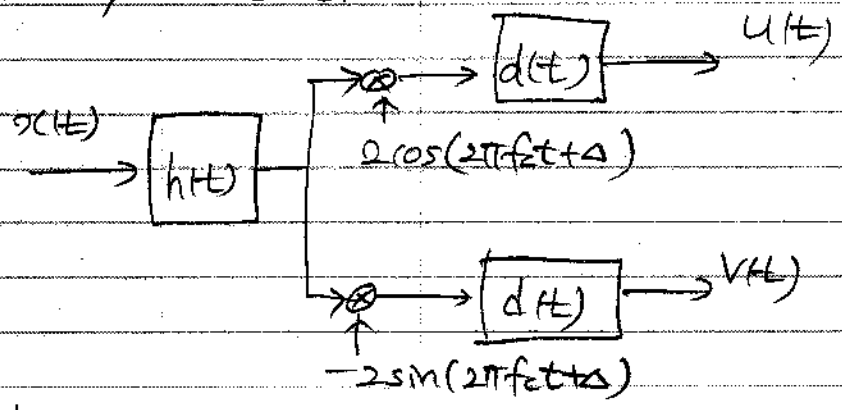 u(t)
d(t)
x(t)
2cos(2πfct+Δ)
h(t)
v(t)
d(t)
-2sin(2πfct+Δ)